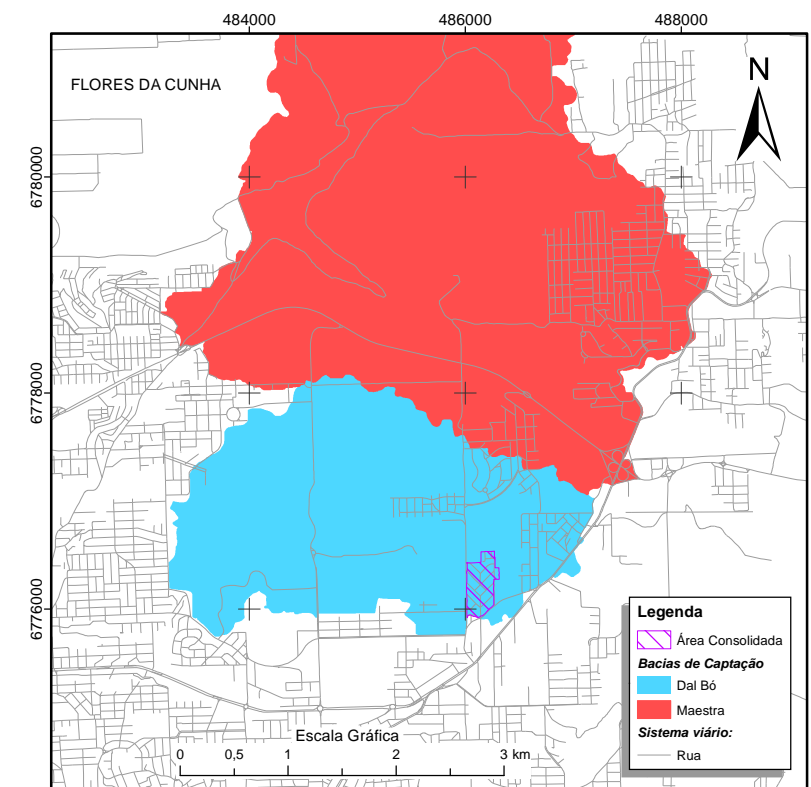 484000 486000 488000
FLORES DA CUNHA
N
6780000
6778000
6776000
Legenda
Área Consolidada
Bacias de Captação
Dal Bó
Maestra
Sistema viário:
Rua
Escala Gráfica
0 0,5 1 2 3 km